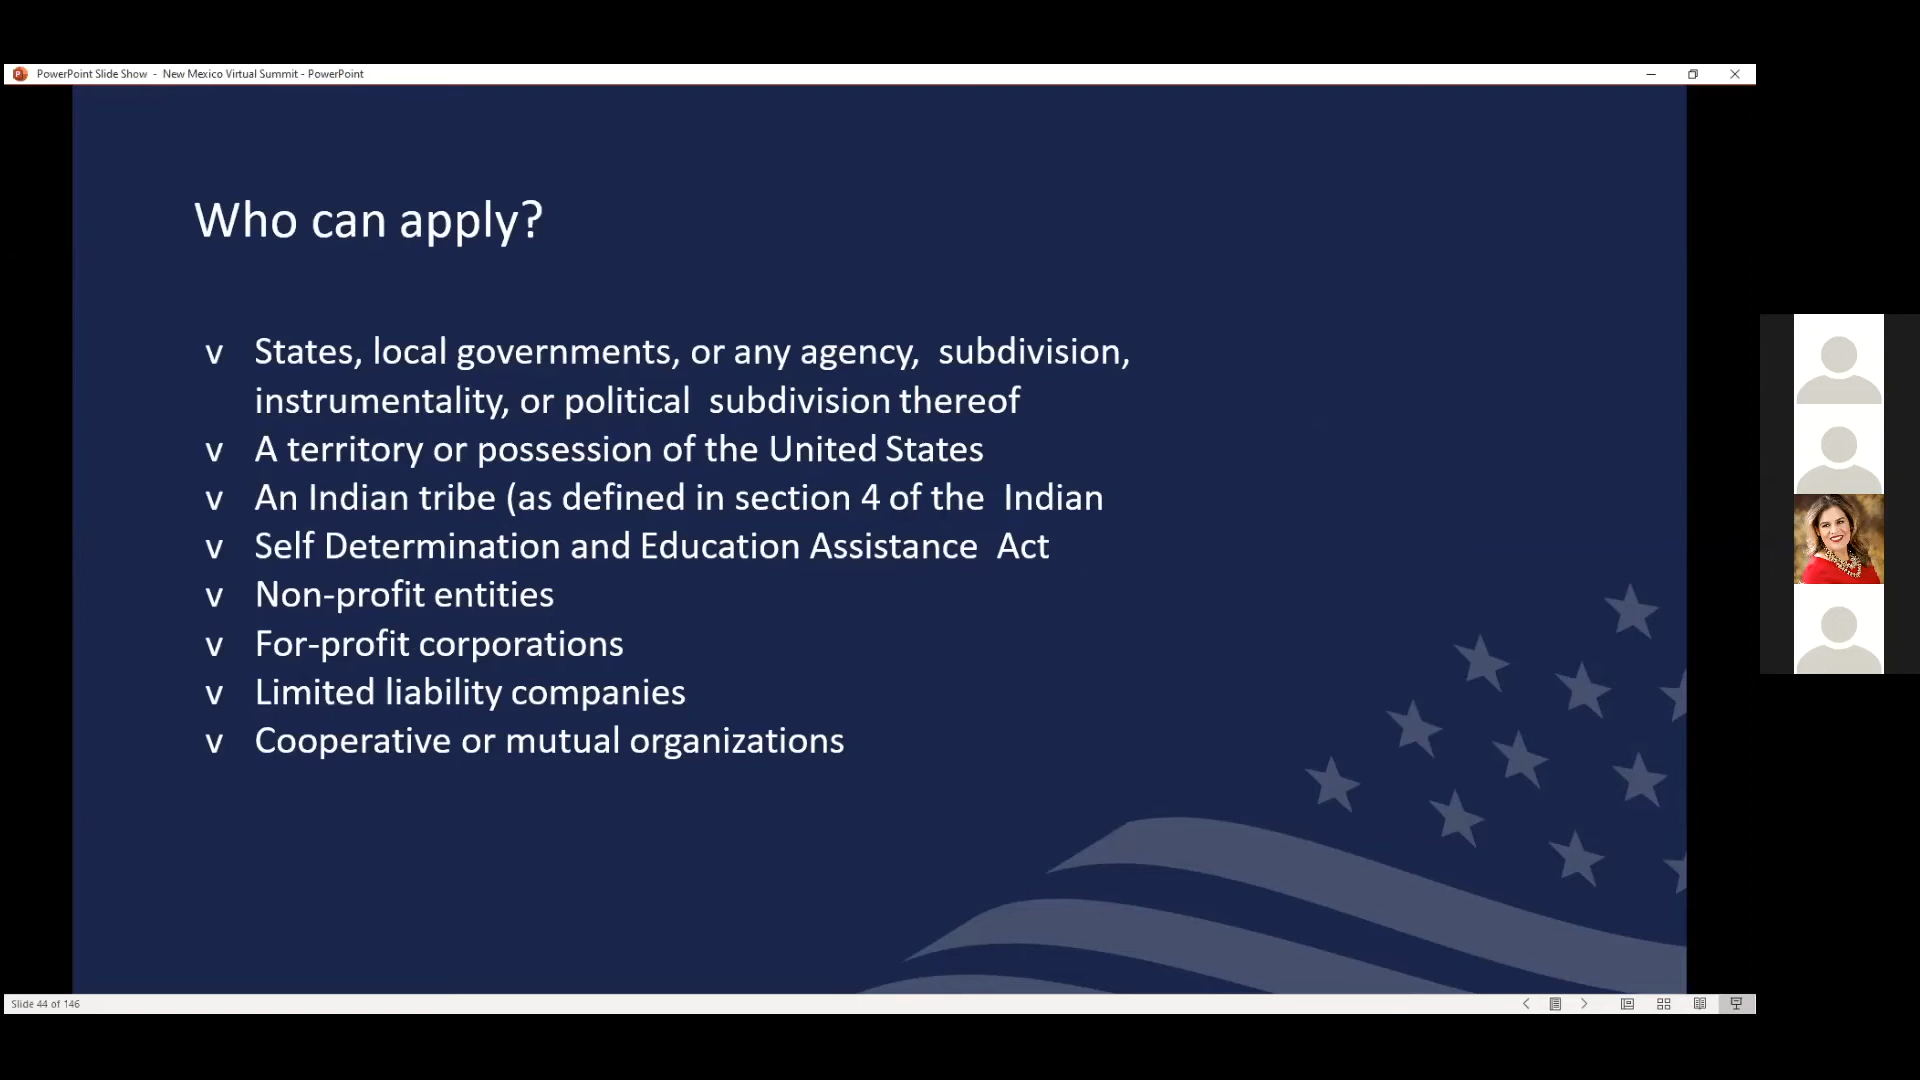 PowerPoint Slide Show - New Mexico Virtual Summit - PowerPoint
Who can apply?
v States, local governments, or any agency, subdivision,
instrumentality, or political subdivision thereof
v A territory or possession of the United States
v An Indian tribe (as defined in section 4 of the Indian
v Self Determination and Education Assistance Act
v Non-profit entities
v For-profit corporations
v Limited liability companies
v Cooperative or mutual organizations
Slide 44 of 146